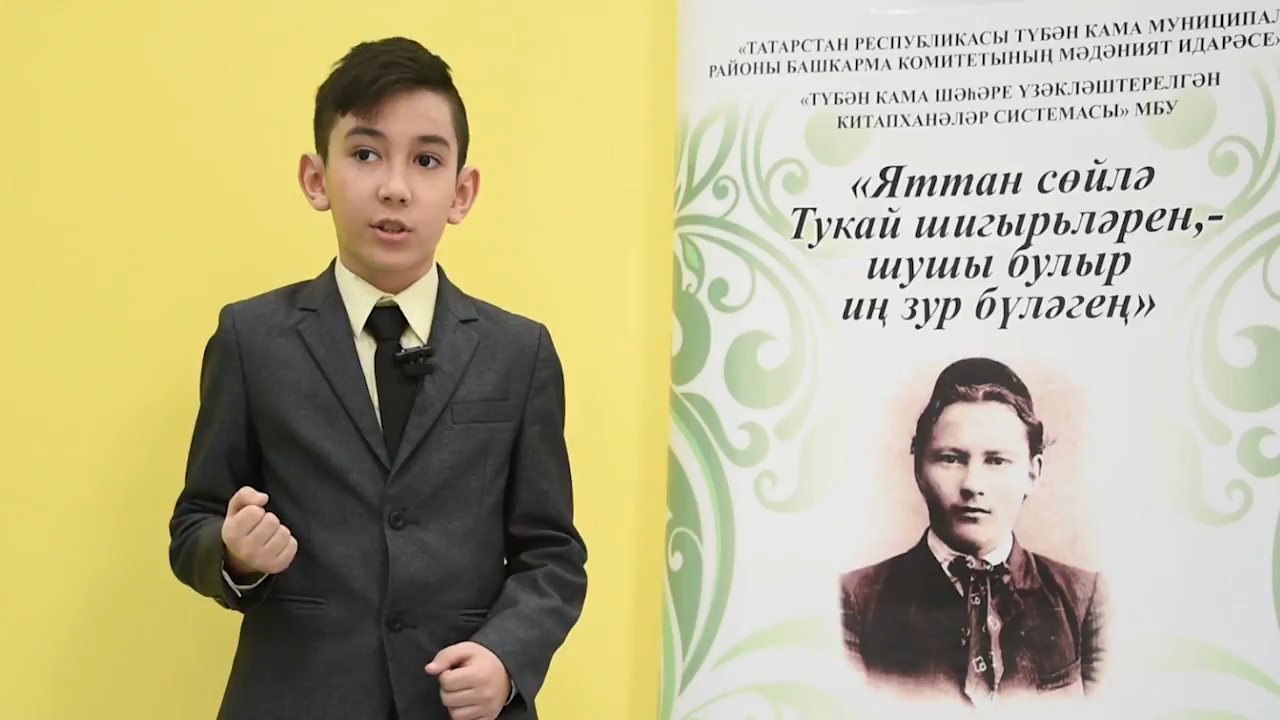 «ТАТАРСТАН РЕСПУБЛИКАСЫ ТҮБӘН КАМА МУНИЦИПАЛ
РАЙОНЫ БАШКАРМА КОМИТЕТЫНЫҢ МӘДӘНИЯТ ИДАРӘСЕ»
«ТҮБӘН КАМА ШӘҺӘРЕ ҮЗӘКЛӘШТЕРЕЛГӘН
КИТАПХАНӘЛӘР СИСТЕМАСЫ» МБУ
«Яттан сөйлә
Тукай шигырьләрен,-
шушы булыр
иң зур бүләгең»